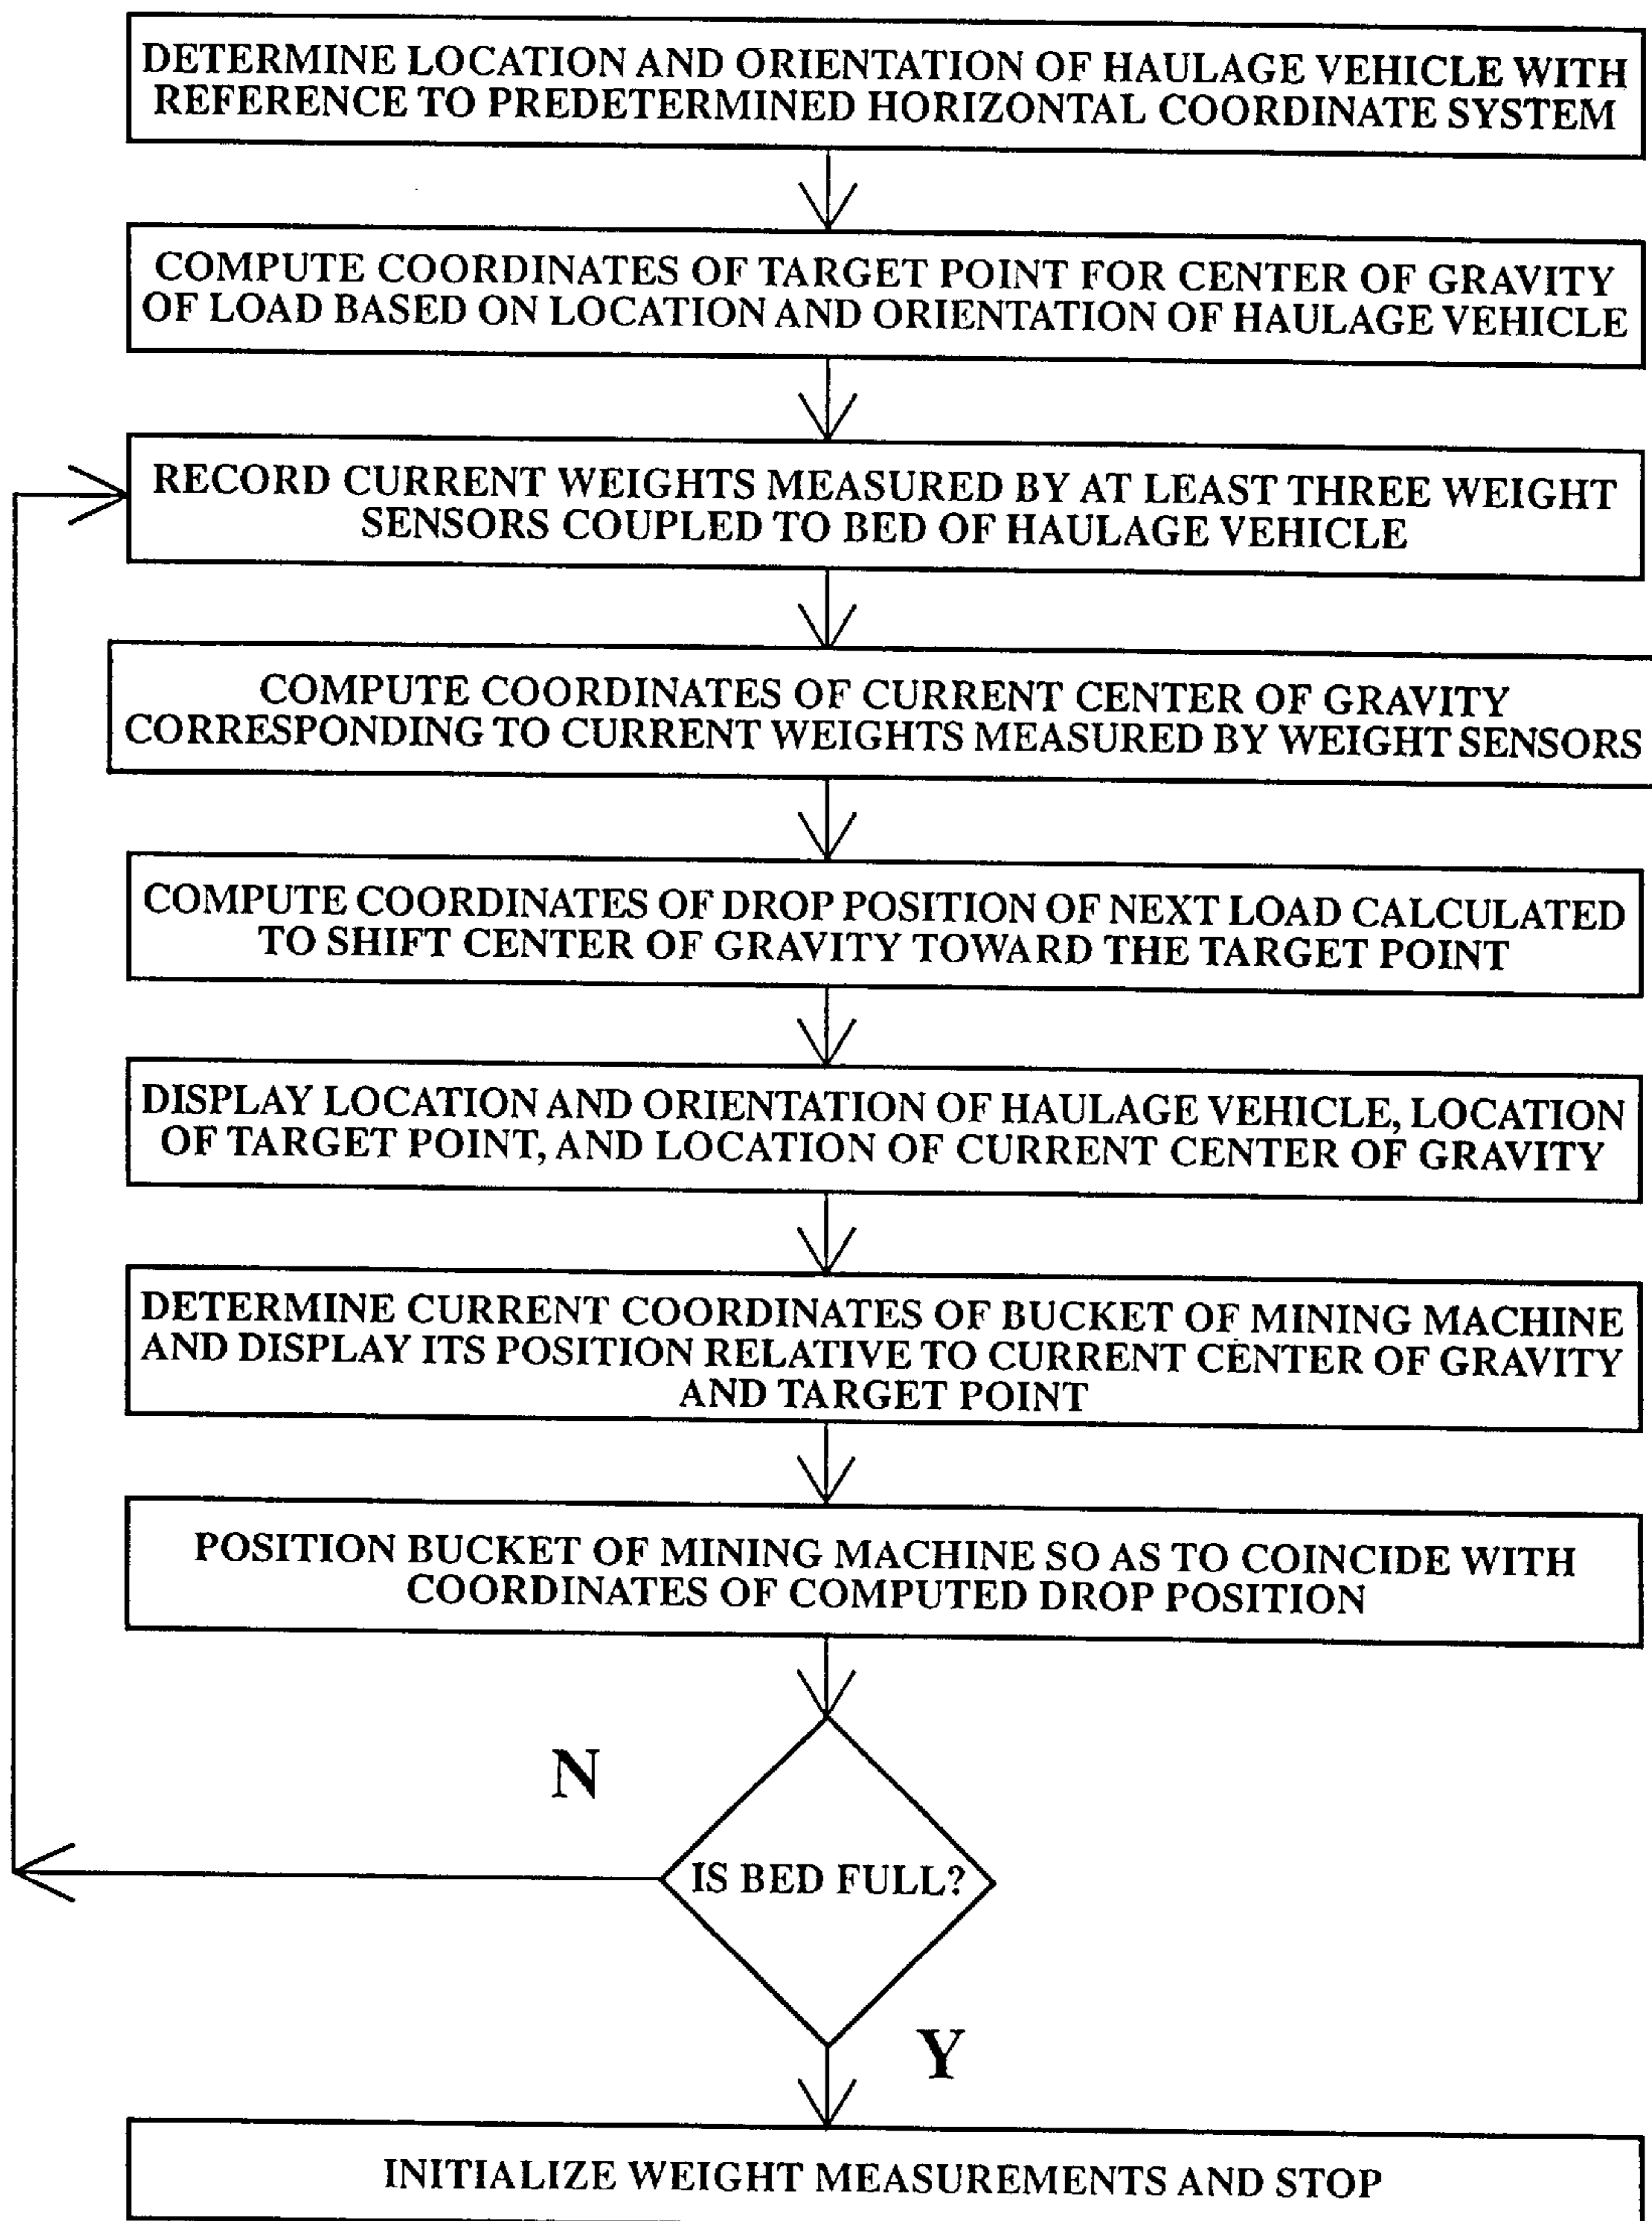 DETERMINE LOCATION AND ORIENTATION OF HAULAGE VEHICLE WITH
REFERENCE TO PREDETERMINED HORIZONTAL COORDINATE SYSTEM
COMPUTE COORDINATES OF TARGET POINT FOR CENTER OF GRAVITY
OF LOAD BASED ON LOCATION AND ORIENTATION OF HAULAGE VEHICLE
RECORD CURRENT WEIGHTS MEASURED BY AT LEAST THREE WEIGHT
SENSORS COUPLED TO BED OF HAULAGE VEHICLE
COMPUTE COORDINATES OF CURRENT CENTER OF GRAVITY
CORRESPONDING TO CURRENT WEIGHTS MEASURED BY WEIGHT SENSORS
COMPUTE COORDINATES OF DROP POSITION OF NEXT LOAD CALCULATED
TO SHIFT CENTER OF GRAVITY TOWARD THE TARGET POINT
DISPLAY LOCATION AND ORIENTATION OF HAULAGE VEHICLE, LOCATION
OF TARGET POINT, AND LOCATION OF CURRENT CENTER OF GRAVITY
DETERMINE CURRENT COORDINATES OF BUCKET OF MINING MACHINE
AND DISPLAY ITS POSITION RELATIVE TO CURRENT CENTER OF GRAVITY
AND TARGET POINT
POSITION BUCKET OF MINING MACHINE SO AS TO COINCIDE WITH
COORDINATES OF COMPUTED DROP POSITION
N
IS BED FULL?
Y
INITIALIZE WEIGHT MEASUREMENTS AND STOP